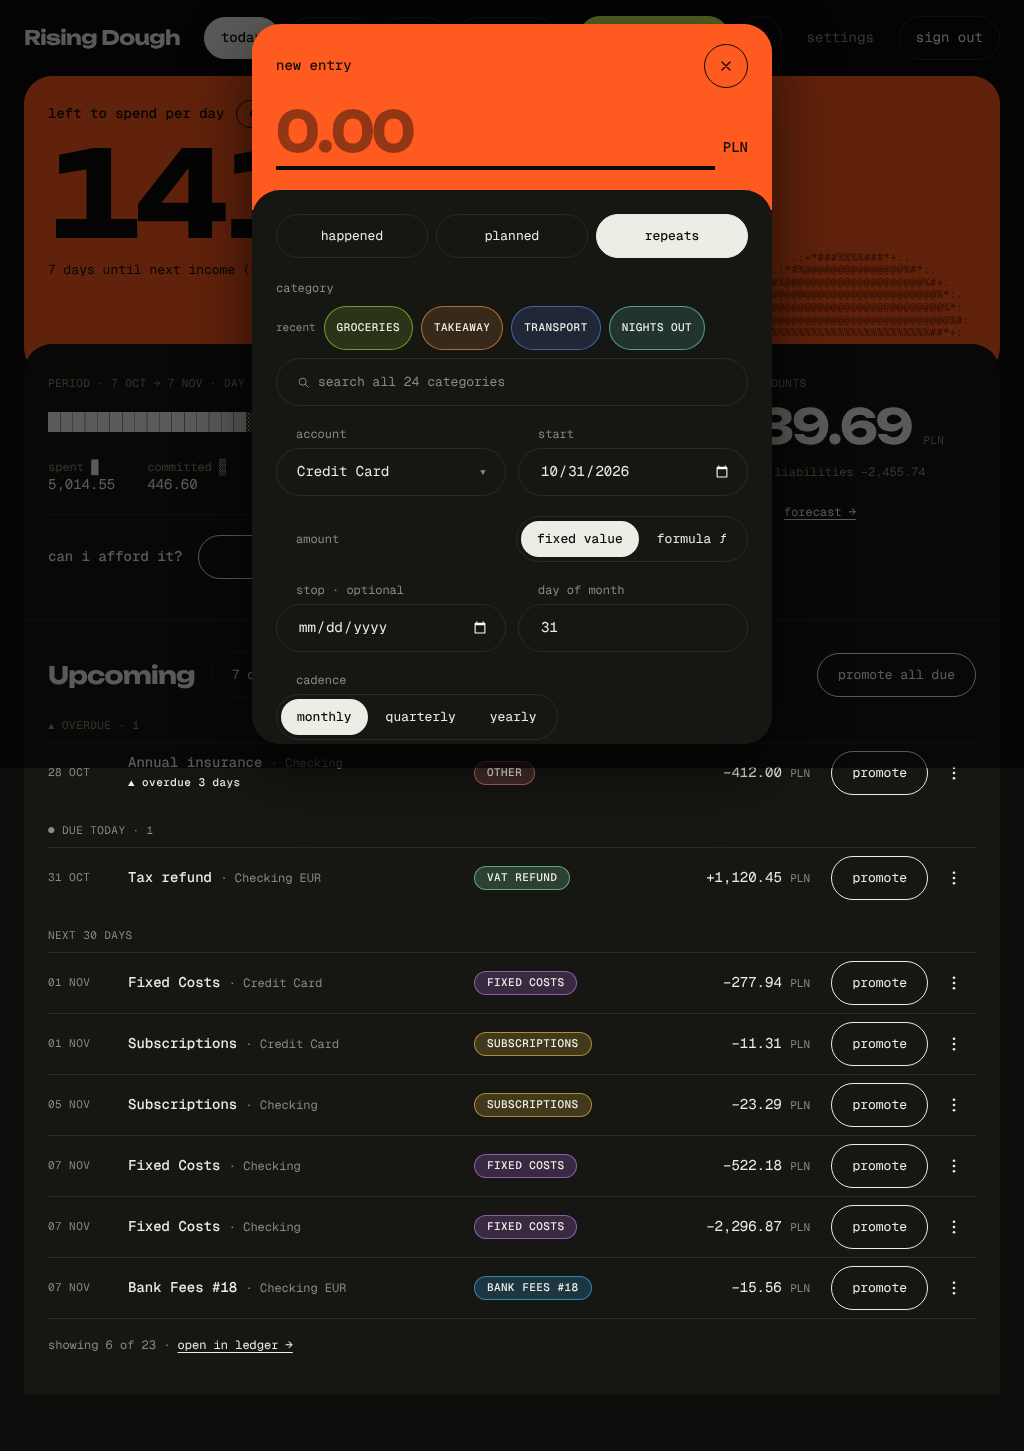 Rising Dough
today
settings
sign out
left to spend per day
7 days until next income (
new entry
0.00
PLN
happened
planned
repeats
category
recent
GROCERIES
TAKEAWAY
TRANSPORT
NIGHTS OUT
search all 24 categories
account
start
Credit Card
10/31/2026
amount
fixed value
formula ƒ
stop · optional
day of month
mm/dd/yyyy
31
cadence
monthly
quarterly
yearly
PERIOD · 7 OCT → 7 NOV · DAY
spent
committed
5,014.55
446.60
can i afford it?
39.69 PLN
liabilities −2,455.74
forecast →
Upcoming
promote all due
▲ OVERDUE · 1
28 OCT
Annual insurance · Checking
▲ overdue 3 days
OTHER
−412.00 PLN
promote
● DUE TODAY · 1
31 OCT
Tax refund · Checking EUR
VAT REFUND
+1,120.45 PLN
promote
NEXT 30 DAYS
01 NOV
Fixed Costs · Credit Card
FIXED COSTS
−277.94 PLN
promote
01 NOV
Subscriptions · Credit Card
SUBSCRIPTIONS
−11.31 PLN
promote
05 NOV
Subscriptions · Checking
SUBSCRIPTIONS
−23.29 PLN
promote
07 NOV
Fixed Costs · Checking
FIXED COSTS
−522.18 PLN
promote
07 NOV
Fixed Costs · Checking
FIXED COSTS
−2,296.87 PLN
promote
07 NOV
Bank Fees #18 · Checking EUR
BANK FEES #18
−15.56 PLN
promote
showing 6 of 23 · open in ledger →